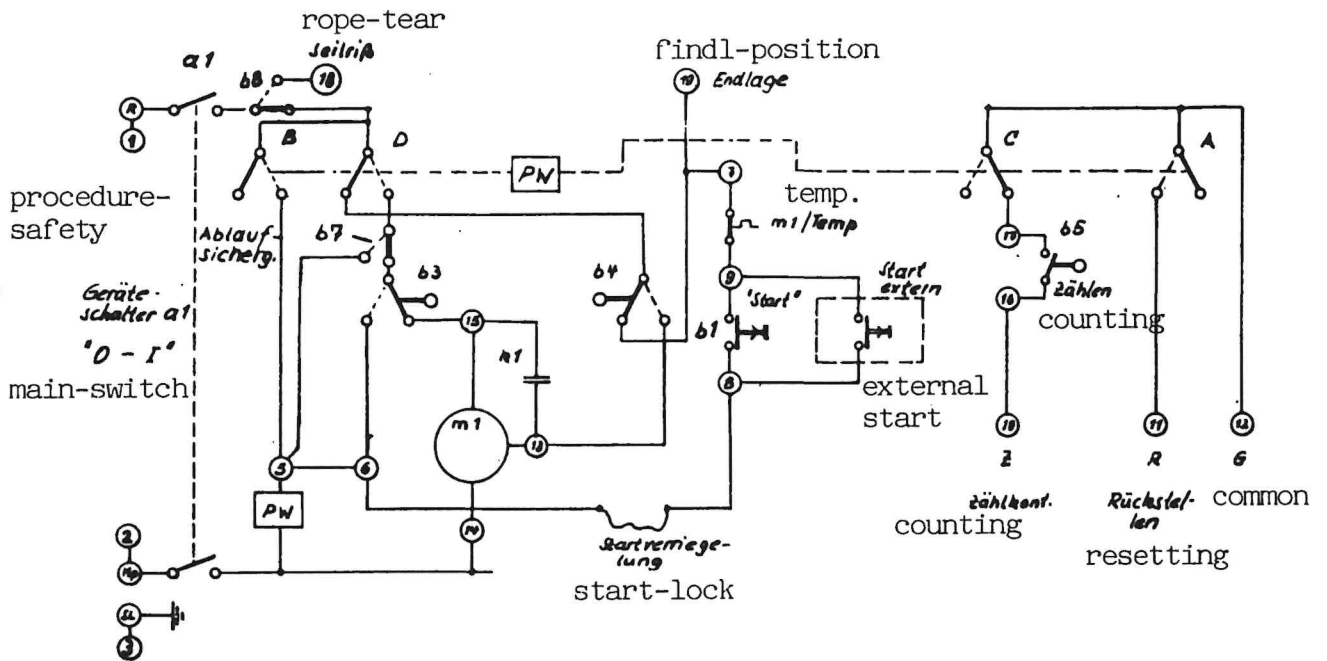 rope-tear
Seilriß
a1
b8
18
findl-position
19
Endlage
R
1
B
D
C
A
PW
7
temp.
m1/Temp
procedure-
safety
Ablauf
sicherg.
b7
b3
b4
15
b5
9
"Start"
Start
extern
Zählen
16
counting
Geräte-
schalter a1
"O - I"
main-switch
15
k1
b1
8
external
start
m1
13
10
11
12
5
6
Z
R
G
PW
14
zählkont.
counting
Rückstel-
len
common
resetting
2
Mp
Startverriege-
lung
start-lock
SL
3